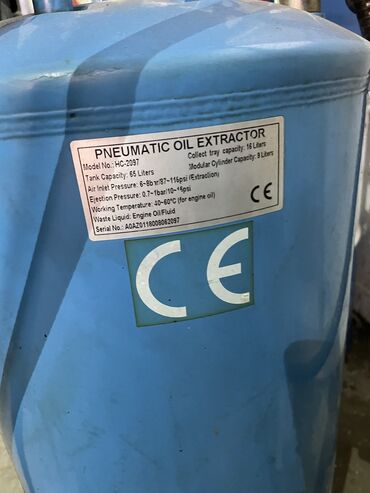 PNEUMATIC OIL EXTRACTOR
Model No.: HC-2097
Collect tray capacity: 16 Liters
Tank Capacity: 65 Liters
Modular Cylinder Capacity: 9 Liters
Air Inlet Pressure: 6~8bar/87~116psi (Extraction)
Ejection Pressure: 0.7~1bar/10~15psi
Working Temperature: 40~60°C (for engine oil)
Waste Liquid: Engine Oil/Fluid
Serial No.: A0AZ0118008062097
CE
CE